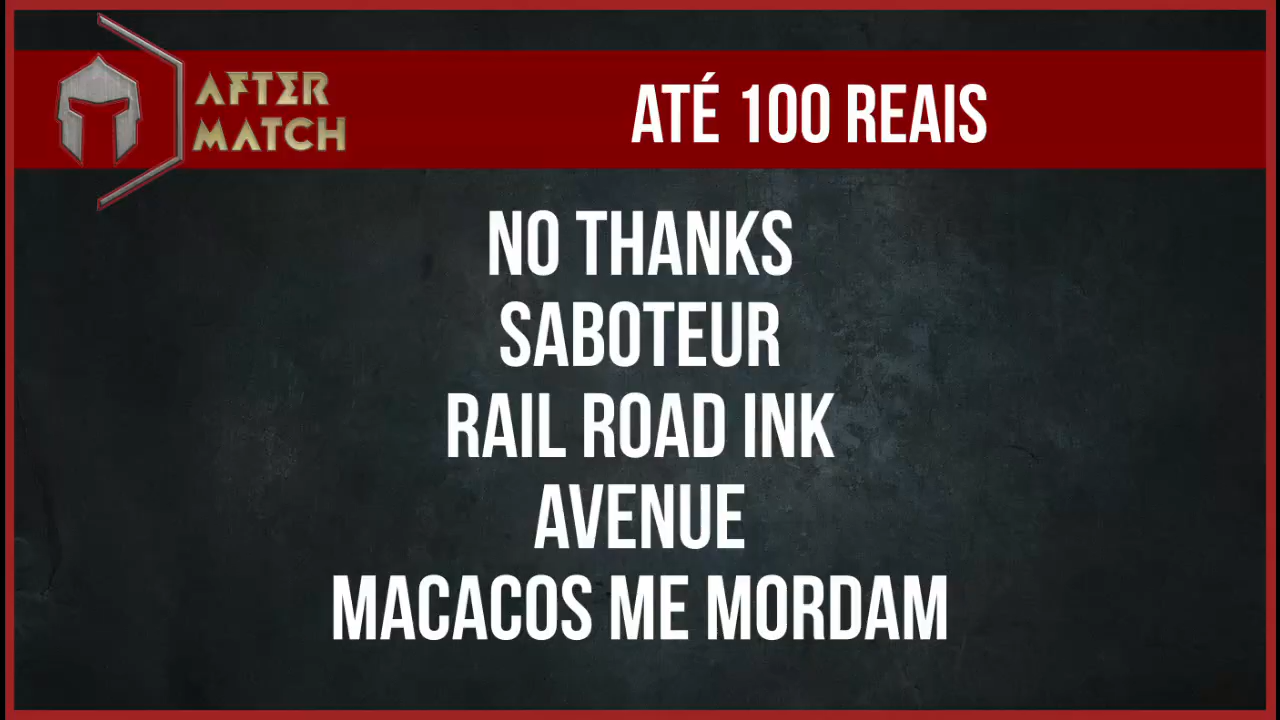 AFTER
MATCH
ATÉ 100 REAIS
NO THANKS
SABOTEUR
RAIL ROAD INK
AVENUE
MACACOS ME MORDAM